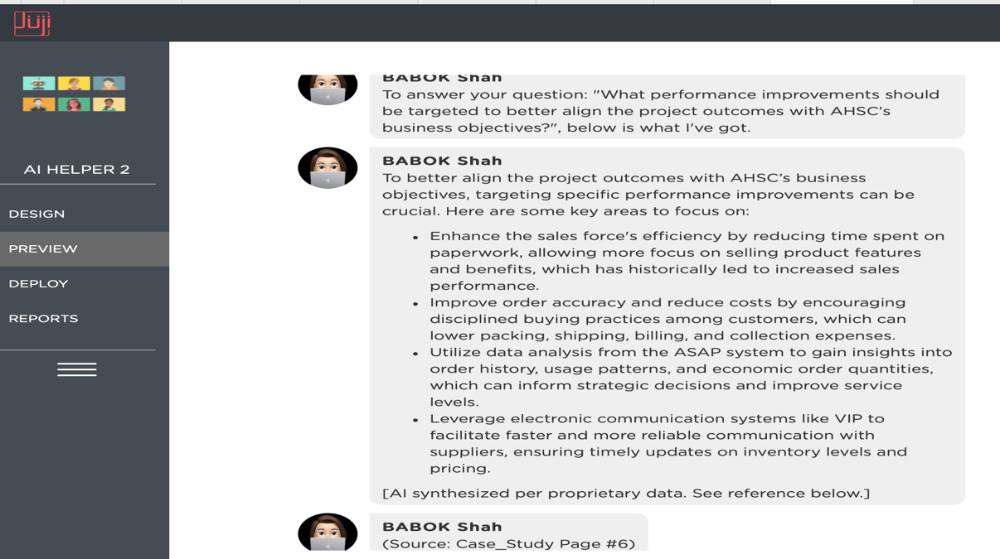 Juji
AI HELPER 2
DESIGN
PREVIEW
DEPLOY
REPORTS
BABOK Shah
To answer your question: "What performance improvements should
be targeted to better align the project outcomes with AHSC's
business objectives?", below is what I've got.
BABOK Shah
To better align the project outcomes with AHSC's business
objectives, targeting specific performance improvements can be
crucial. Here are some key areas to focus on:
• Enhance the sales force's efficiency by reducing time spent on
paperwork, allowing more focus on selling product features
and benefits, which has historically led to increased sales
performance.
• Improve order accuracy and reduce costs by encouraging
disciplined buying practices among customers, which can
lower packing, shipping, billing, and collection expenses.
• Utilize data analysis from the ASAP system to gain insights into
order history, usage patterns, and economic order quantities,
which can inform strategic decisions and improve service
levels.
• Leverage electronic communication systems like VIP to
facilitate faster and more reliable communication with
suppliers, ensuring timely updates on inventory levels and
pricing.
[AI synthesized per proprietary data. See reference below.]
BABOK Shah
(Source: Case_Study Page #6)